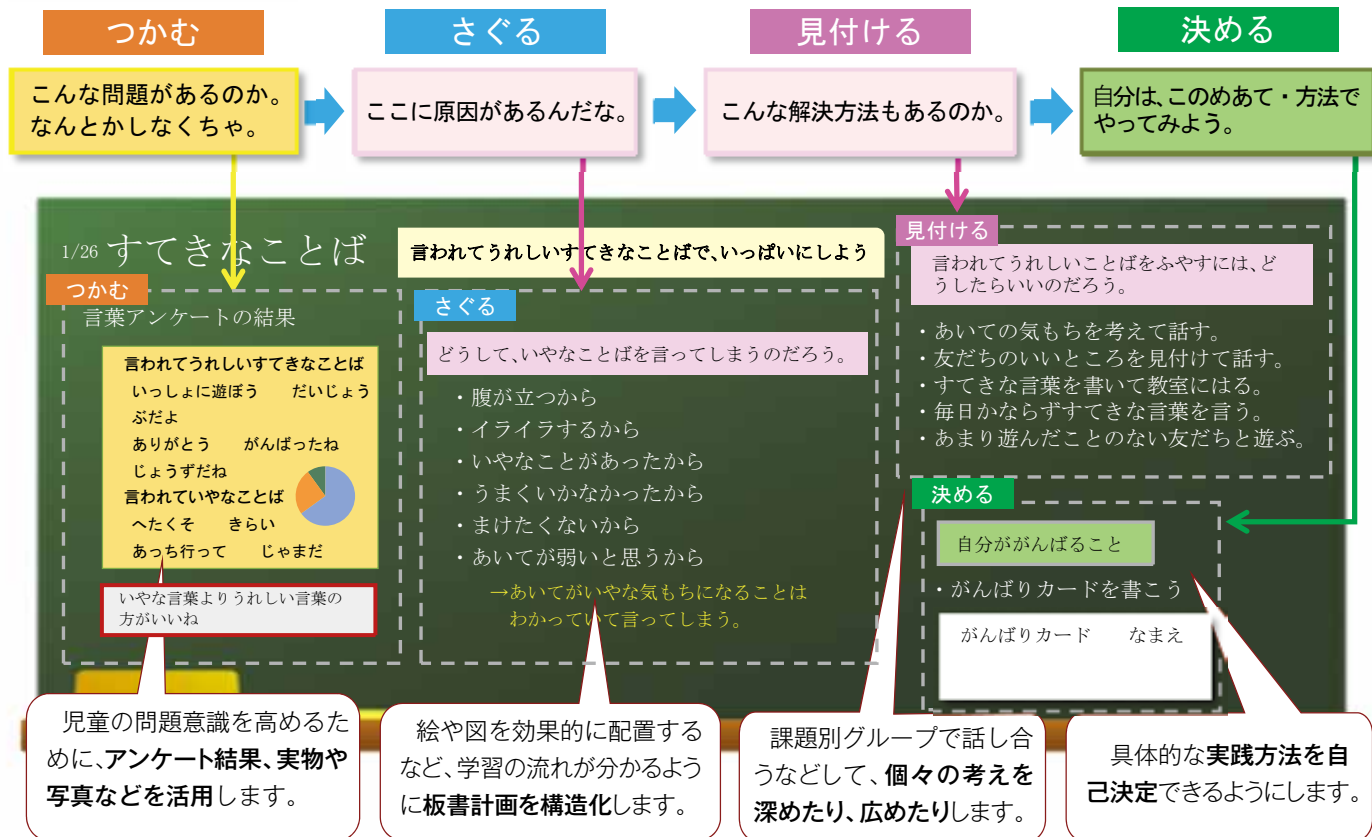 つかむ
さぐる
見付ける
決める
こんな問題があるのか。
なんとかしなくちゃ。
ここに原因があるんだな。
こんな解決方法もあるのか。
自分は、このめあて・方法で
やってみよう。
1/26 すてきなことば
言われてうれしいすてきなことばで、いっぱいにしよう
つかむ
言葉アンケートの結果
言われてうれしいすてきなことば
いっしょに遊ぼう だいじょう
ぶだよ
ありがとう がんばったね
じょうずだね
言われていやなことば
へたくそ きらい
あっち行って じゃまだ
いやな言葉よりうれしい言葉の
方がいいね
さぐる
どうして、いやなことばを言ってしまうのだろう。
・腹が立つから
・イライラするから
・いやなことがあったから
・うまくいかなかったから
・まけたくないから
・あいてが弱いと思うから
→あいてがいやな気もちになることは
わかっていて言ってしまう。
見付ける
言われてうれしいことばをふやすには、ど
うしたらいいのだろう。
・あいての気もちを考えて話す。
・友だちのいいところを見付けて話す。
・すてきな言葉を書いて教室にはる。
・毎日かならずすてきな言葉を言う。
・あまり遊んだことのない友だちと遊ぶ。
決める
自分ががんばること
・がんばりカードを書こう
がんばりカード なまえ
児童の問題意識を高めるた
めに、アンケート結果、実物や
写真などを活用します。
絵や図を効果的に配置する
など、学習の流れが分かるよう
に板書計画を構造化します。
課題別グループで話し合
うなどして、個々の考えを
深めたり、広めたりします。
具体的な実践方法を自
己決定できるようにします。